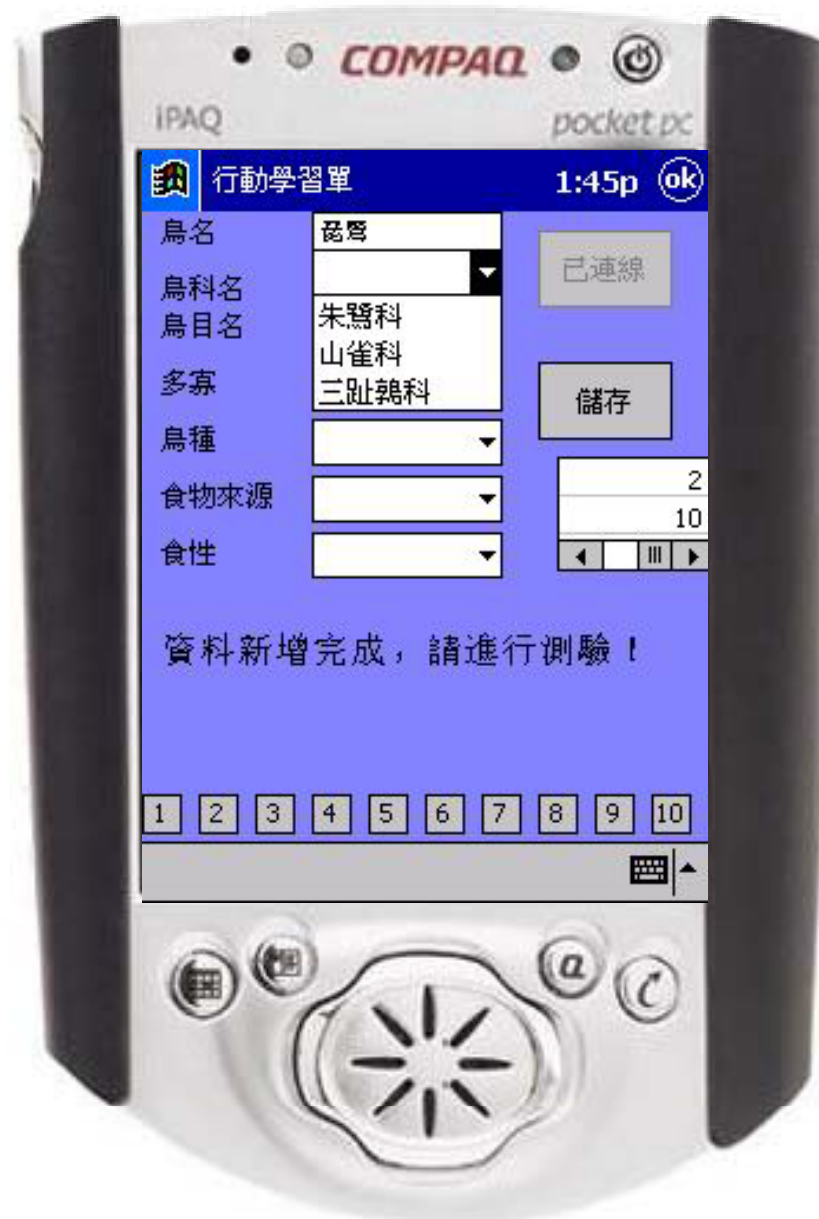 COMPAQ
iPAQ pocket pc
行動學習單 1:45p ok
鳥名 琵鷺
已連線
鳥科名
鳥目名
朱鷺科
山雀科
三趾鶉科
多寡
儲存
鳥種
食物來源
2
10
食性
資料新增完成，請進行測驗！
1 2 3 4 5 6 7 8 9 10